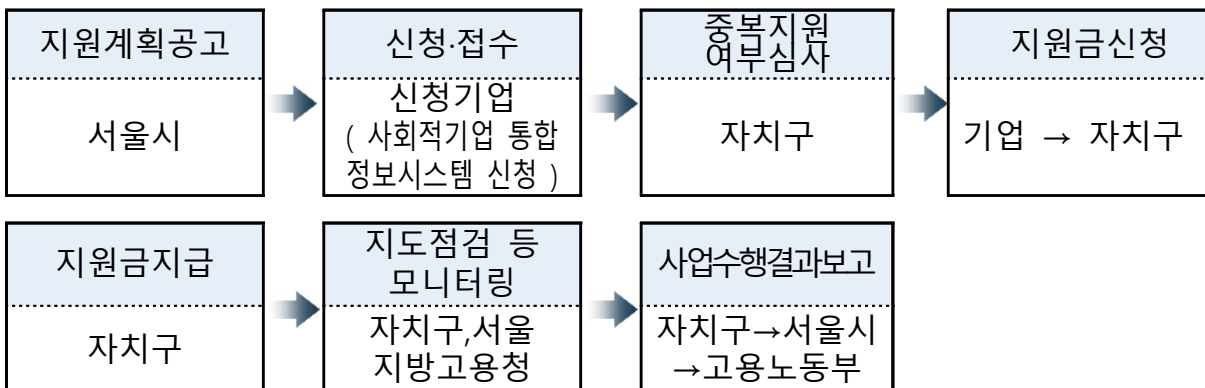 지원계획공고
서울시
신청·접수
신청기업
( 사회적기업 통합
정보시스템 신청 )
중복지원
여부심사
자치구
지원금신청
기업 → 자치구
지원금지급
자치구
지도점검 등
모니터링
자치구,서울
지방고용청
사업수행결과보고
자치구→서울시
→고용노동부